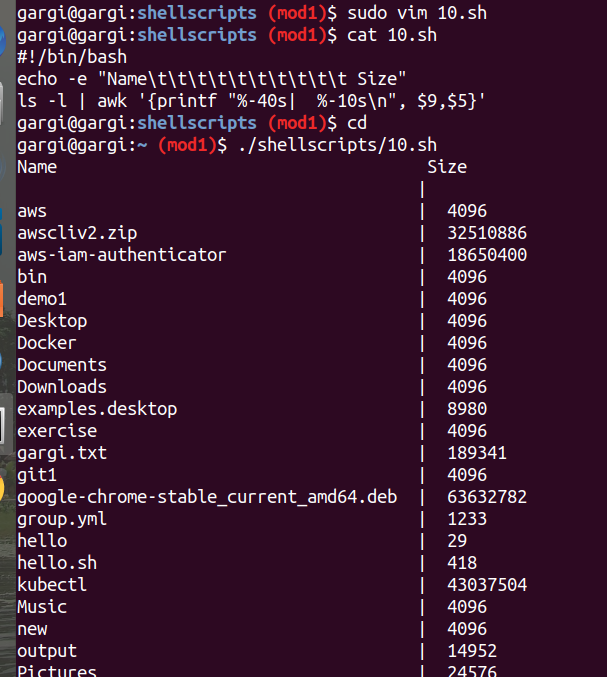 gargi@gargi:shellscripts (mod1)$ sudo vim 10.sh
gargi@gargi:shellscripts (mod1)$ cat 10.sh
#!/bin/bash
echo -e "Name\t\t\t\t\t\t\t\t\t\t Size"
ls -l | awk '{printf "%-40s|  %-10s\n", $9,$5}'
gargi@gargi:shellscripts (mod1)$ cd
gargi@gargi:~ (mod1)$ ./shellscripts/10.sh
Name                                     Size
                                        |
aws                                     |  4096
awscliv2.zip                            |  32510886
aws-iam-authenticator                   |  18650400
bin                                     |  4096
demo1                                   |  4096
Desktop                                 |  4096
Docker                                  |  4096
Documents                               |  4096
Downloads                               |  4096
examples.desktop                        |  8980
exercise                                |  4096
gargi.txt                               |  189341
git1                                    |  4096
google-chrome-stable_current_amd64.deb  |  63632782
group.yml                               |  1233
hello                                   |  29
hello.sh                                |  418
kubectl                                 |  43037504
Music                                   |  4096
new                                     |  4096
output                                  |  14952
Pictures                                |  24576